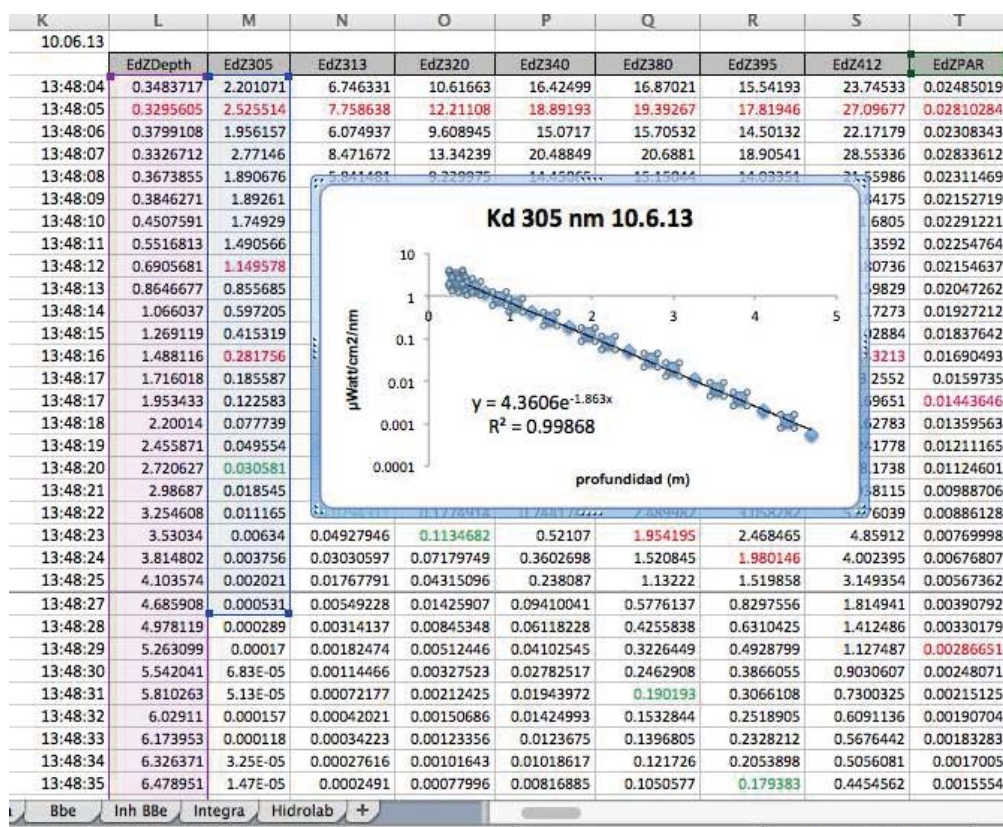 K L M N O P Q R S T
10.06.13
EdZDepth EdZ305 EdZ313 EdZ320 EdZ340 EdZ380 EdZ395 EdZ412 EdZPAR
13:48:04 0.3483717 2.201071 6.746331 10.61663 16.42499 16.87021 15.54193 23.74533 0.02485019
13:48:05 0.3295605 2.525514 7.758638 12.21108 18.89193 19.39267 17.81946 27.09677 0.02810284
13:48:06 0.3799108 1.956157 6.074937 9.608945 15.0717 15.70532 14.50132 22.17179 0.02308343
13:48:07 0.3326712 2.77146 8.471672 13.34239 20.48849 20.6881 18.90541 28.55336 0.02833612
13:48:08 0.3673855 1.890676 0.02311469
13:48:09 0.3846271 1.89261 0.02152719
13:48:10 0.4507591 1.74929 0.02291221
13:48:11 0.5516813 1.490566 0.02254764
13:48:12 0.6905681 1.149578 0.02154637
13:48:13 0.8646677 0.855685 0.02047262
13:48:14 1.066037 0.597205 0.01927212
13:48:15 1.269119 0.415319 0.01837642
13:48:16 1.488116 0.281756 0.01690493
13:48:17 1.716018 0.185587 0.0159735
13:48:17 1.953433 0.122583 0.01443646
13:48:18 2.20014 0.077739 0.01359563
13:48:19 2.455871 0.049554 0.01211165
13:48:20 2.720627 0.030581 0.01124601
13:48:21 2.98687 0.018545 0.00988706
13:48:22 3.254608 0.011165 0.00886128
13:48:23 3.53034 0.00634 0.04927946 0.1134682 0.52107 1.954195 2.468465 4.85912 0.00769998
13:48:24 3.814802 0.003756 0.03030597 0.07179749 0.3602698 1.520845 1.980146 4.002395 0.00676807
13:48:25 4.103574 0.002021 0.01767791 0.04315096 0.238087 1.13222 1.519858 3.149354 0.00567362
13:48:27 4.685908 0.000531 0.00549228 0.01425907 0.09410041 0.5776137 0.8297556 1.814941 0.00390792
13:48:28 4.978119 0.000289 0.00314137 0.00845348 0.06118228 0.4255838 0.6310425 1.412486 0.00330179
13:48:29 5.263099 0.00017 0.00182474 0.00512446 0.04102545 0.3226449 0.4928799 1.127487 0.00286651
13:48:30 5.542041 6.83E-05 0.00114466 0.00327523 0.02782517 0.2462908 0.3866055 0.9030607 0.00248071
13:48:31 5.810263 5.13E-05 0.00072177 0.00212425 0.01943972 0.190193 0.3066108 0.7300325 0.00215125
13:48:32 6.02911 0.000157 0.00042021 0.00150686 0.01424993 0.1532844 0.2518905 0.6091136 0.00190704
13:48:33 6.173953 0.000118 0.00034223 0.00123356 0.0123675 0.1396805 0.2328212 0.5676442 0.00183283
13:48:34 6.326371 3.25E-05 0.00027616 0.00101643 0.01018617 0.121726 0.2053898 0.5056081 0.0017005
13:48:35 6.478951 1.47E-05 0.0002491 0.00077996 0.00816885 0.1050577 0.179383 0.4454562 0.0015554
Kd 305 nm 10.6.13
µWatt/cm2/nm
10
1
0.1
0.01
0.001
0.0001
0 1 2 3 4 5
y = 4.3606e-1.863x
R² = 0.99868
profundidad (m)
Bbe Inh BBe Integra Hidrolab +